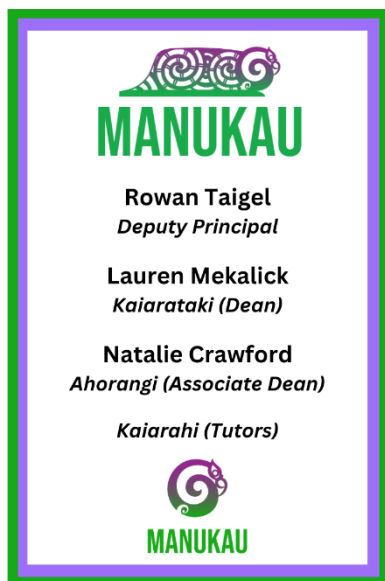 MANUKAU
Rowan Taigel
Deputy Principal
Lauren Mekalick
Kaiarataki (Dean)
Natalie Crawford
Ahorangi (Associate Dean)
Kaiarahi (Tutors)
MANUKAU